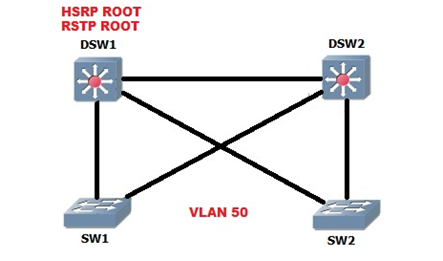 HSRP ROOT
RSTP ROOT
DSW1
DSW2
VLAN 50
SW1
SW2